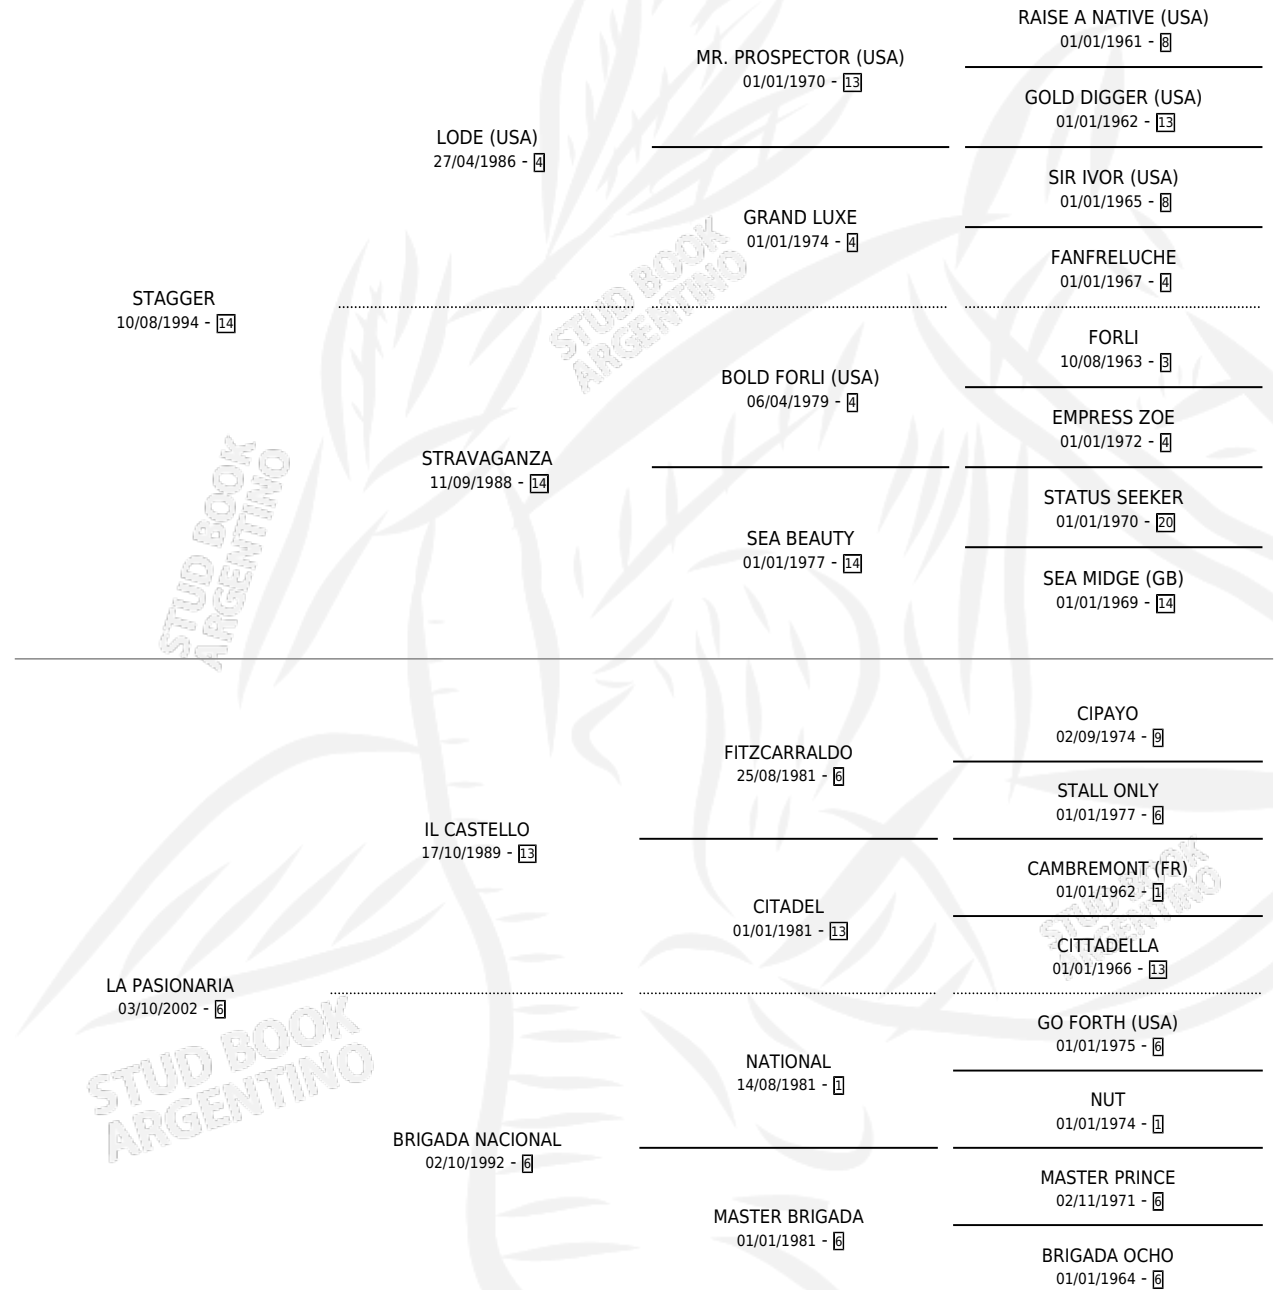 RAISE A NATIVE (USA)
01/01/1961 - 8
MR. PROSPECTOR (USA)
01/01/1970 - 13
GOLD DIGGER (USA)
01/01/1962 - 13
LODE (USA)
27/04/1986 - 4
SIR IVOR (USA)
01/01/1965 - 8
GRAND LUXE
01/01/1974 - 4
FANFRELUCHE
01/01/1967 - 4
STAGGER
10/08/1994 - 14
FORLI
10/08/1963 - 3
BOLD FORLI (USA)
06/04/1979 - 4
EMPRESS ZOE
01/01/1972 - 4
STRAVAGANZA
11/09/1988 - 14
STATUS SEEKER
01/01/1970 - 20
SEA BEAUTY
01/01/1977 - 14
SEA MIDGE (GB)
01/01/1969 - 14
STUD BOOK
ARGENTINO
STUD BOOK
ARGENTINO
CIPAYO
02/09/1974 - 9
FITZCARRALDO
25/08/1981 - 6
STALL ONLY
01/01/1977 - 6
IL CASTELLO
17/10/1989 - 13
CAMBREMONT (FR)
01/01/1962 - 1
CITADEL
01/01/1981 - 13
CITTADELLA
01/01/1966 - 13
LA PASIONARIA
03/10/2002 - 6
GO FORTH (USA)
01/01/1975 - 6
NATIONAL
14/08/1981 - 1
NUT
01/01/1974 - 1
BRIGADA NACIONAL
02/10/1992 - 6
MASTER PRINCE
02/11/1971 - 6
MASTER BRIGADA
01/01/1981 - 6
BRIGADA OCHO
01/01/1964 - 6
STUD BOOK
ARGENTINO
STUD BOOK
ARGENTINO